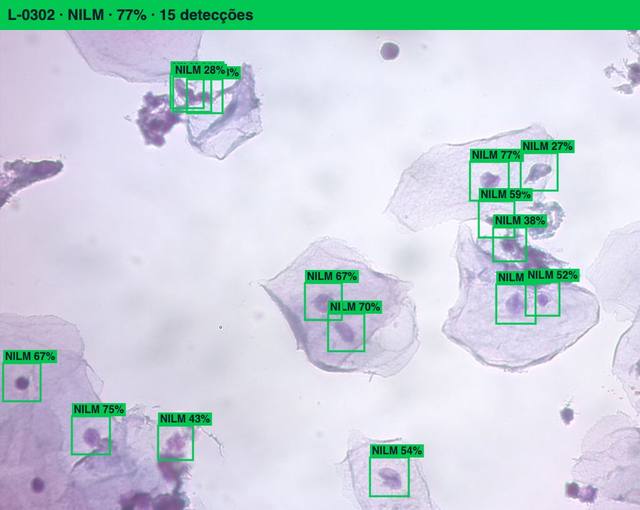 L-0302 · NILM · 77% · 15 detecções
NILM 28%
NILM 27%
NILM 77%
NILM 59%
NILM 38%
NILM 67%
NILM
NILM 52%
NILM 70%
NILM 67%
NILM 75%
NILM 43%
NILM 54%